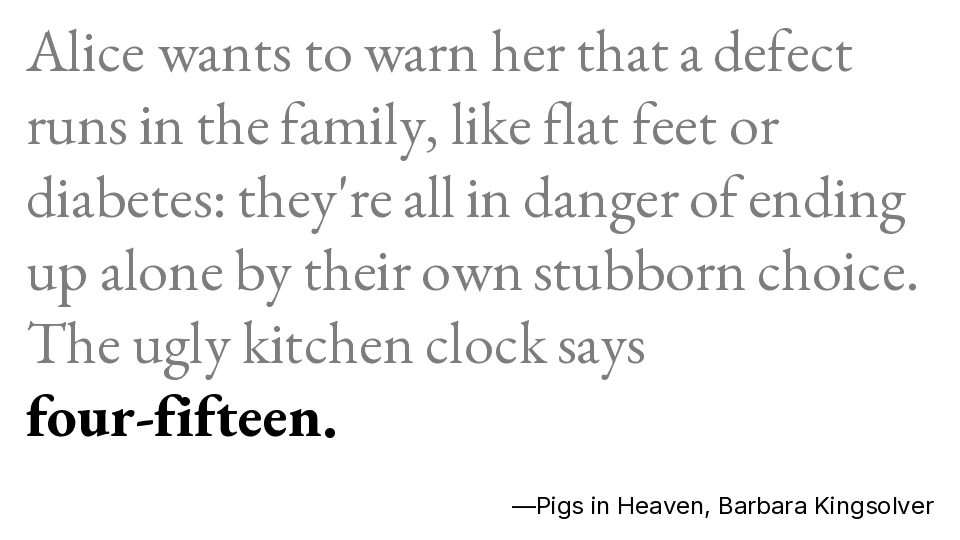 Alice wants to warn her that a defect
runs in the family, like flat feet or
diabetes: they're all in danger of ending
up alone by their own stubborn choice.
The ugly kitchen clock says
four-fifteen.
—Pigs in Heaven, Barbara Kingsolver